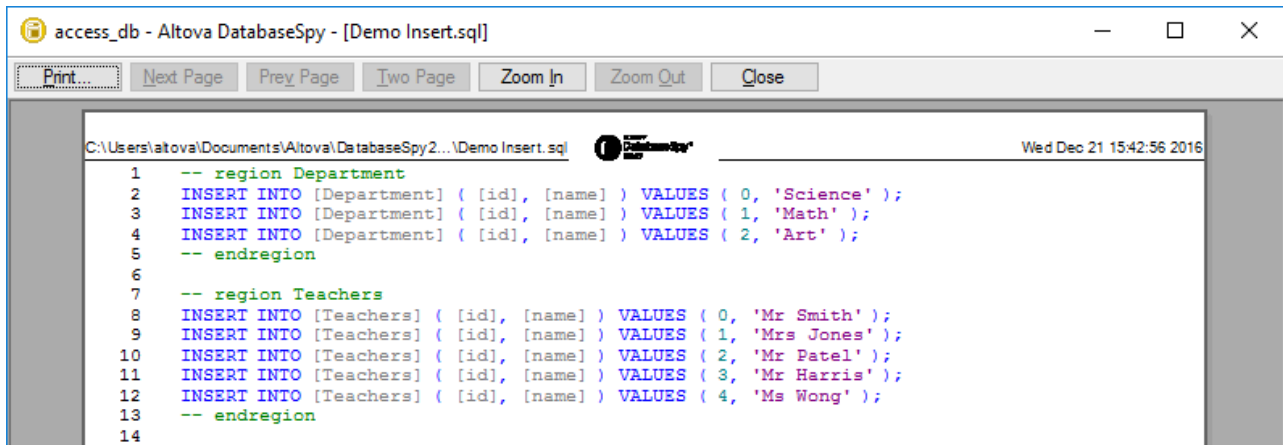 access_db - Altova DatabaseSpy - [Demo Insert.sql]
Print... Next Page Prev Page Two Page Zoom In Zoom Out Close
C:\Users\altova\Documents\Altova\DatabaseSpy2...\Demo Insert.sql DatabaseSpy® Wed Dec 21 15:42:56 2016
1 -- region Department
2 INSERT INTO [Department] ( [id], [name] ) VALUES ( 0, 'Science' );
3 INSERT INTO [Department] ( [id], [name] ) VALUES ( 1, 'Math' );
4 INSERT INTO [Department] ( [id], [name] ) VALUES ( 2, 'Art' );
5 -- endregion
6
7 -- region Teachers
8 INSERT INTO [Teachers] ( [id], [name] ) VALUES ( 0, 'Mr Smith' );
9 INSERT INTO [Teachers] ( [id], [name] ) VALUES ( 1, 'Mrs Jones' );
10 INSERT INTO [Teachers] ( [id], [name] ) VALUES ( 2, 'Mr Patel' );
11 INSERT INTO [Teachers] ( [id], [name] ) VALUES ( 3, 'Mr Harris' );
12 INSERT INTO [Teachers] ( [id], [name] ) VALUES ( 4, 'Ms Wong' );
13 -- endregion
14